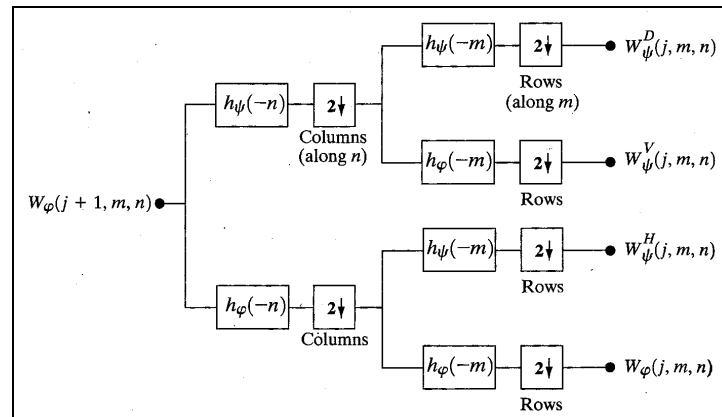 h_ψ(−m)
2↓
W_ψ^D(j, m, n)
Rows
(along m)
h_ψ(−n)
2↓
Columns
(along n)
h_φ(−m)
2↓
W_ψ^V(j, m, n)
Rows
W_φ(j + 1, m, n)
h_ψ(−m)
2↓
W_ψ^H(j, m, n)
Rows
h_φ(−n)
2↓
Columns
h_φ(−m)
2↓
W_φ(j, m, n)
Rows